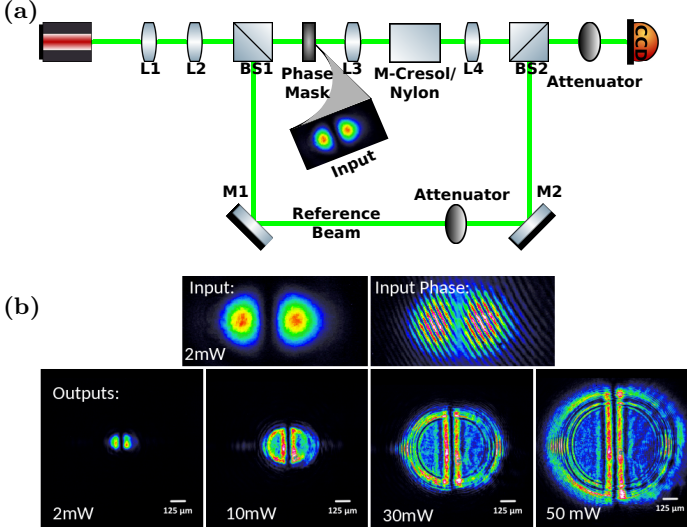 (a)
L1
L2
BS1
Phase
Mask
L3
M-Cresol/
Nylon
L4
BS2
Attenuator
CCD
Input
M1
Reference
Beam
Attenuator
M2
(b)
Input:
2mW
Input Phase:
Outputs:
2mW
125 µm
10mW
125 µm
30mW
125 µm
50 mW
125 µm